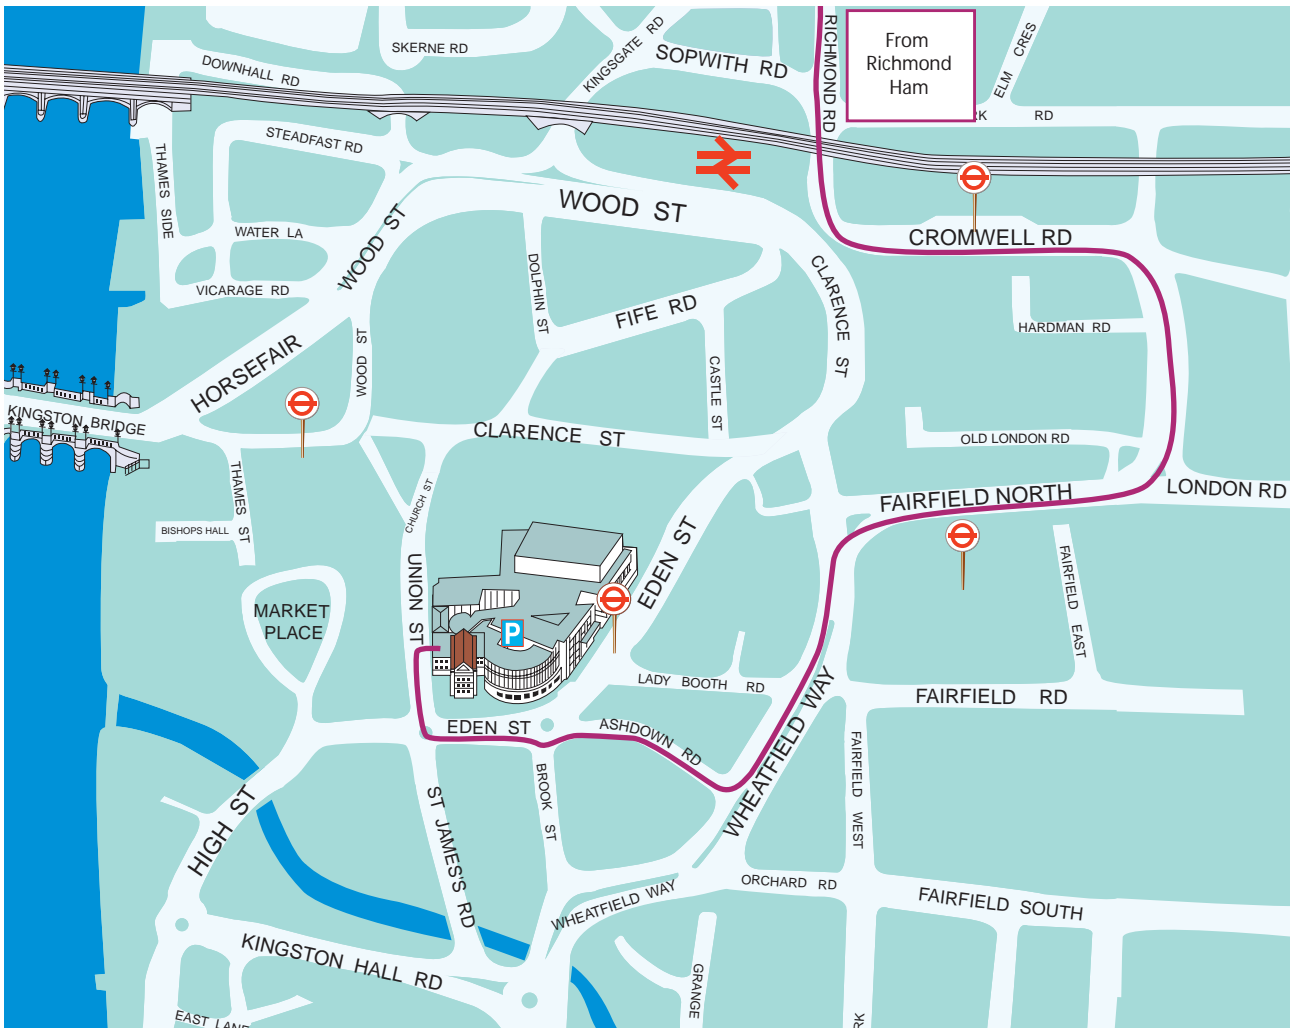 SKERNE RD
KINGSGATE RD
SOPWITH RD
RICHMOND RD
From
Richmond
Ham
ELM CRES
RK RD
DOWNHALL RD
STEADFAST RD
THAMES SIDE
WATER LA
VICARAGE RD
WOOD ST
WOOD ST
CROMWELL RD
CLARENCE ST
DOLPHIN ST
FIFE RD
HARDMAN RD
HORSEFAIR
WOOD ST
CASTLE ST
KINGSTON BRIDGE
CLARENCE ST
OLD LONDON RD
THAMES ST
CHURCH ST
FAIRFIELD NORTH
LONDON RD
BISHOPS HALL
EDEN ST
UNION ST
FAIRFIELD EAST
MARKET
PLACE
P
LADY BOOTH RD
FAIRFIELD RD
EDEN ST
ASHDOWN RD
WHEATFIELD WAY
FAIRFIELD WEST
BROOK ST
HIGH ST
ST JAMES'S RD
WHEATFIELD WAY
ORCHARD RD
FAIRFIELD SOUTH
KINGSTON HALL RD
GRANGE
EAST LANE
RK